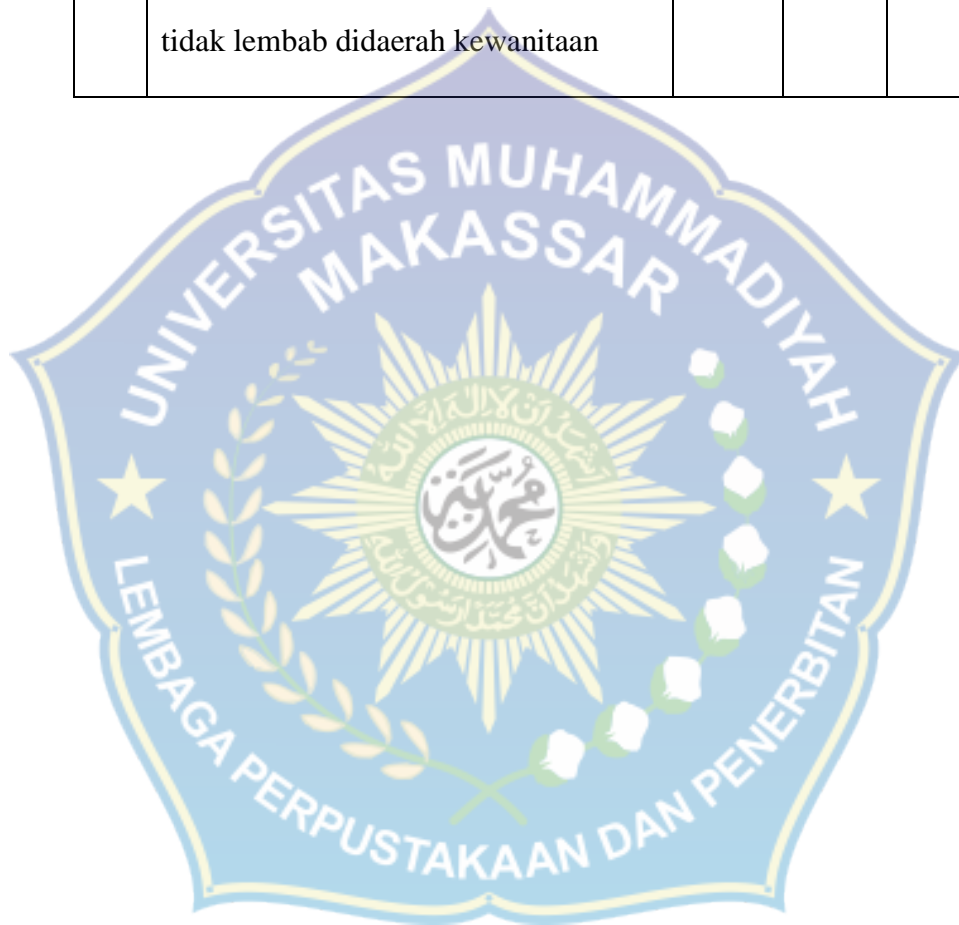 tidak lembab didaerah kewanitaan
UNIVERSITAS MUHAMMADIYAH
MAKASSAR
LEMBAGA PERPUSTAKAAN DAN PENERBITAN